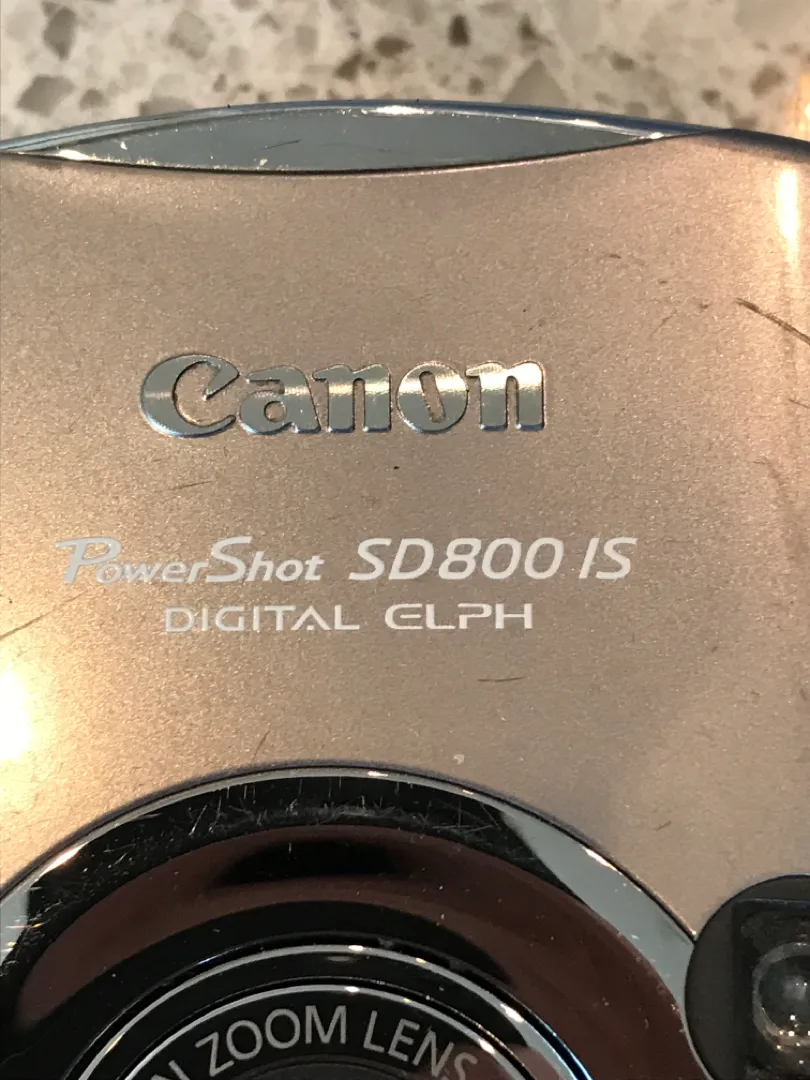 Canon
PowerShot SD800 IS
DIGITAL ELPH
ZOOM LENS